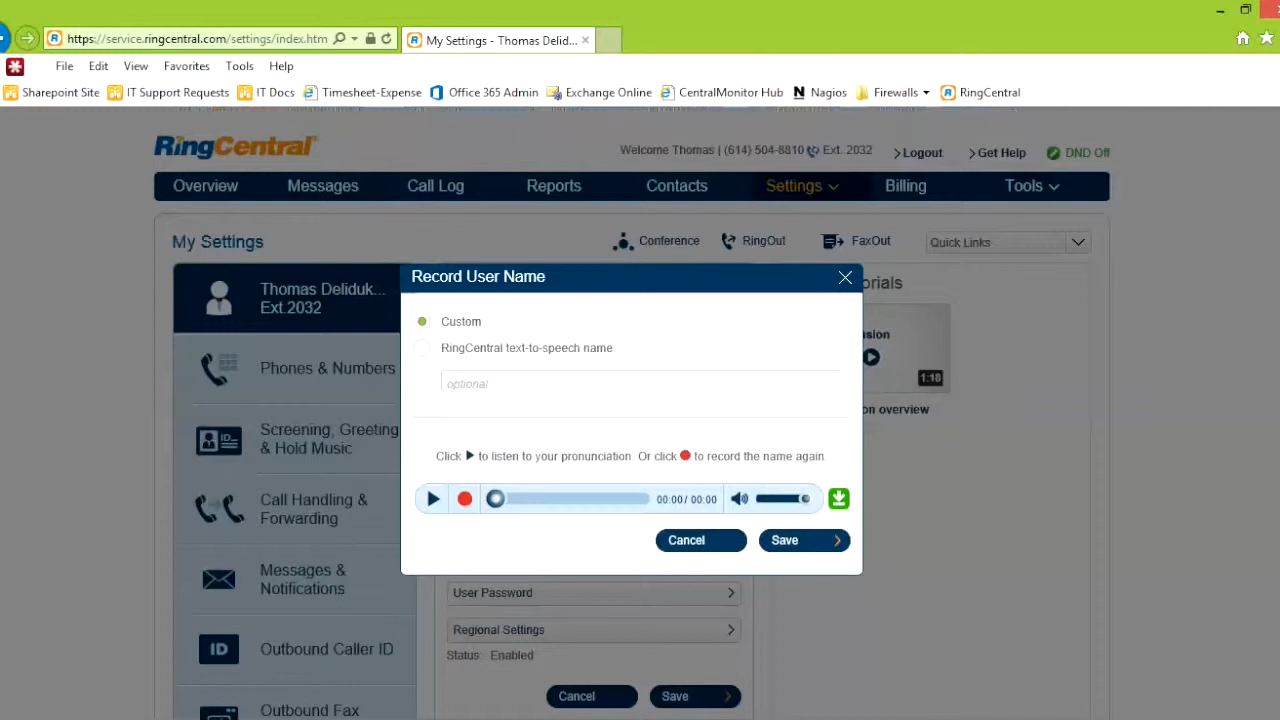 https://service.ringcentral.com/settings/index.htm
My Settings - Thomas Delid...
File Edit View Favorites Tools Help
Sharepoint Site IT Support Requests IT Docs Timesheet-Expense Office 365 Admin Exchange Online CentralMonitor Hub N Nagios Firewalls RingCentral
RingCentral
Welcome Thomas | (614) 504-8810 Ext. 2032 Logout Get Help DND Off
Overview Messages Call Log Reports Contacts Settings Billing Tools
My Settings
Conference RingOut FaxOut Quick Links
Thomas Deliduk...
Ext.2032
Phones & Numbers
Screening, Greeting
& Hold Music
Call Handling &
Forwarding
Messages &
Notifications
ID Outbound Caller ID
Outbound Fax
Record User Name
Custom
RingCentral text-to-speech name
optional
Click to listen to your pronunciation. Or click to record the name again.
00:00 / 00:00
Cancel Save
orials
sion
1:18
on overview
User Password
Regional Settings
Status: Enabled
Cancel Save